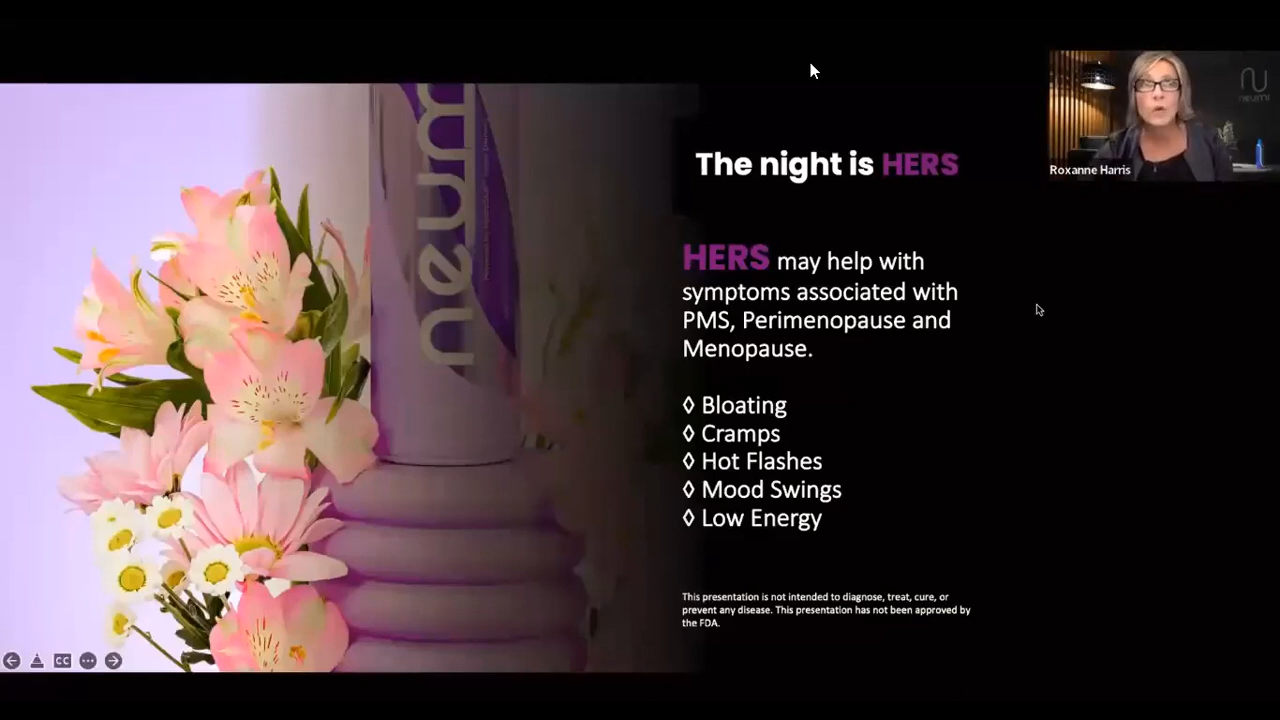 The night is HERS
neumi
Roxanne Harris
HERS may help with
symptoms associated with
PMS, Perimenopause and
Menopause.
neum
◊ Bloating
◊ Cramps
◊ Hot Flashes
◊ Mood Swings
◊ Low Energy
This presentation is not intended to diagnose, treat, cure, or
prevent any disease. This presentation has not been approved by
the FDA.
CC